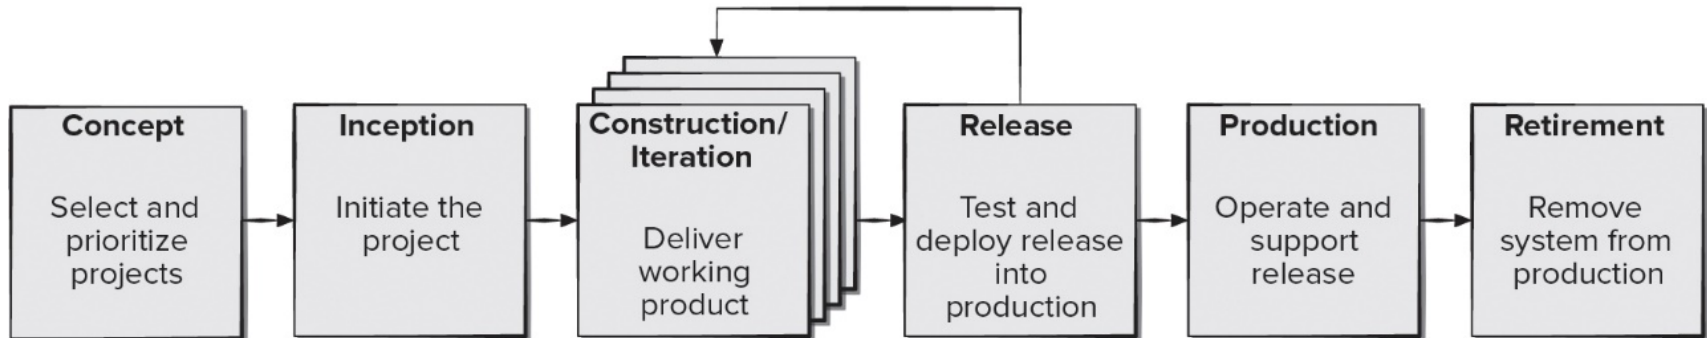 Concept
Select and
prioritize
projects
Inception
Initiate the
project
Construction/
Iteration
Deliver
working
product
Release
Test and
deploy release
into
production
Production
Operate and
support
release
Retirement
Remove
system from
production